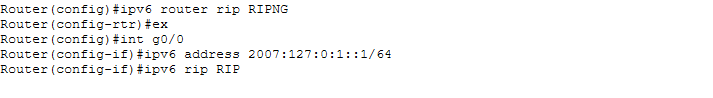 Router(config)#ipv6 router rip RIPNG
Router(config-rtr)#ex
Router(config)#int g0/0
Router(config-if)#ipv6 address 2007:127:0:1::1/64
Router(config-if)#ipv6 rip RIP